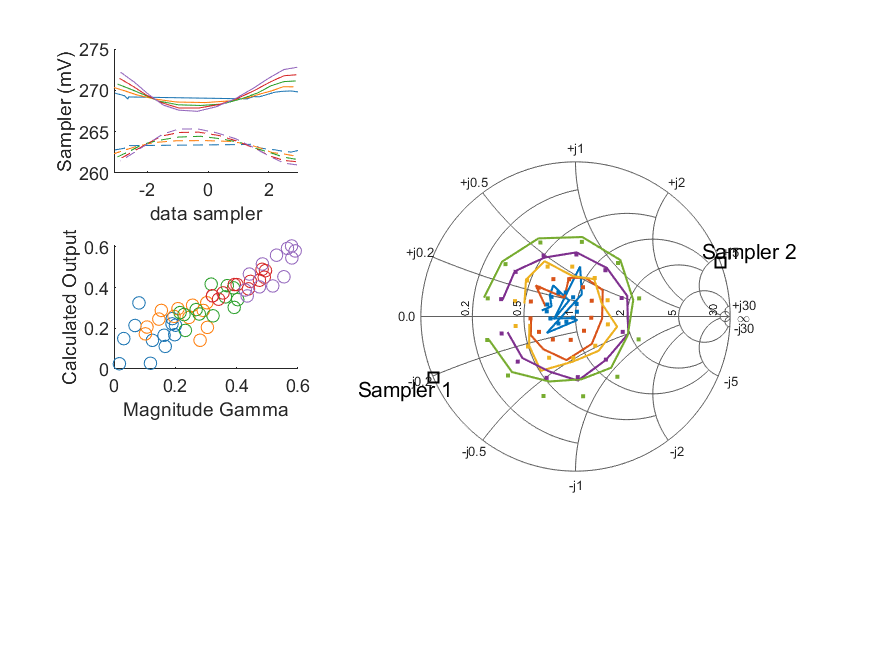 275
270
265
260
Sampler (mV)
-2
0
2
data sampler
0.6
0.4
0.2
0
Calculated Output
0
0.2
0.4
0.6
Magnitude Gamma
+j1
+j0.5
+j2
+j0.2
Sampler 2
0.0
0.2
0.5
1
2
5
30
+j30
∞
-j30
-j0.2
Sampler 1
-j5
-j0.5
-j2
-j1